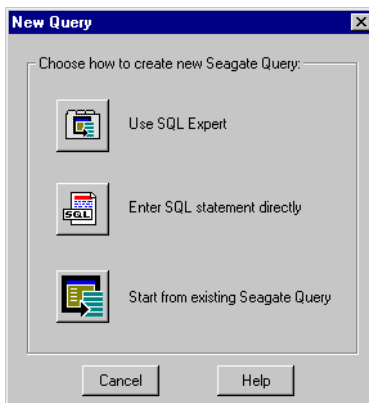 New Query
Choose how to create new Seagate Query:
Use SQL Expert
SQL
Enter SQL statement directly
Start from existing Seagate Query
Cancel
Help